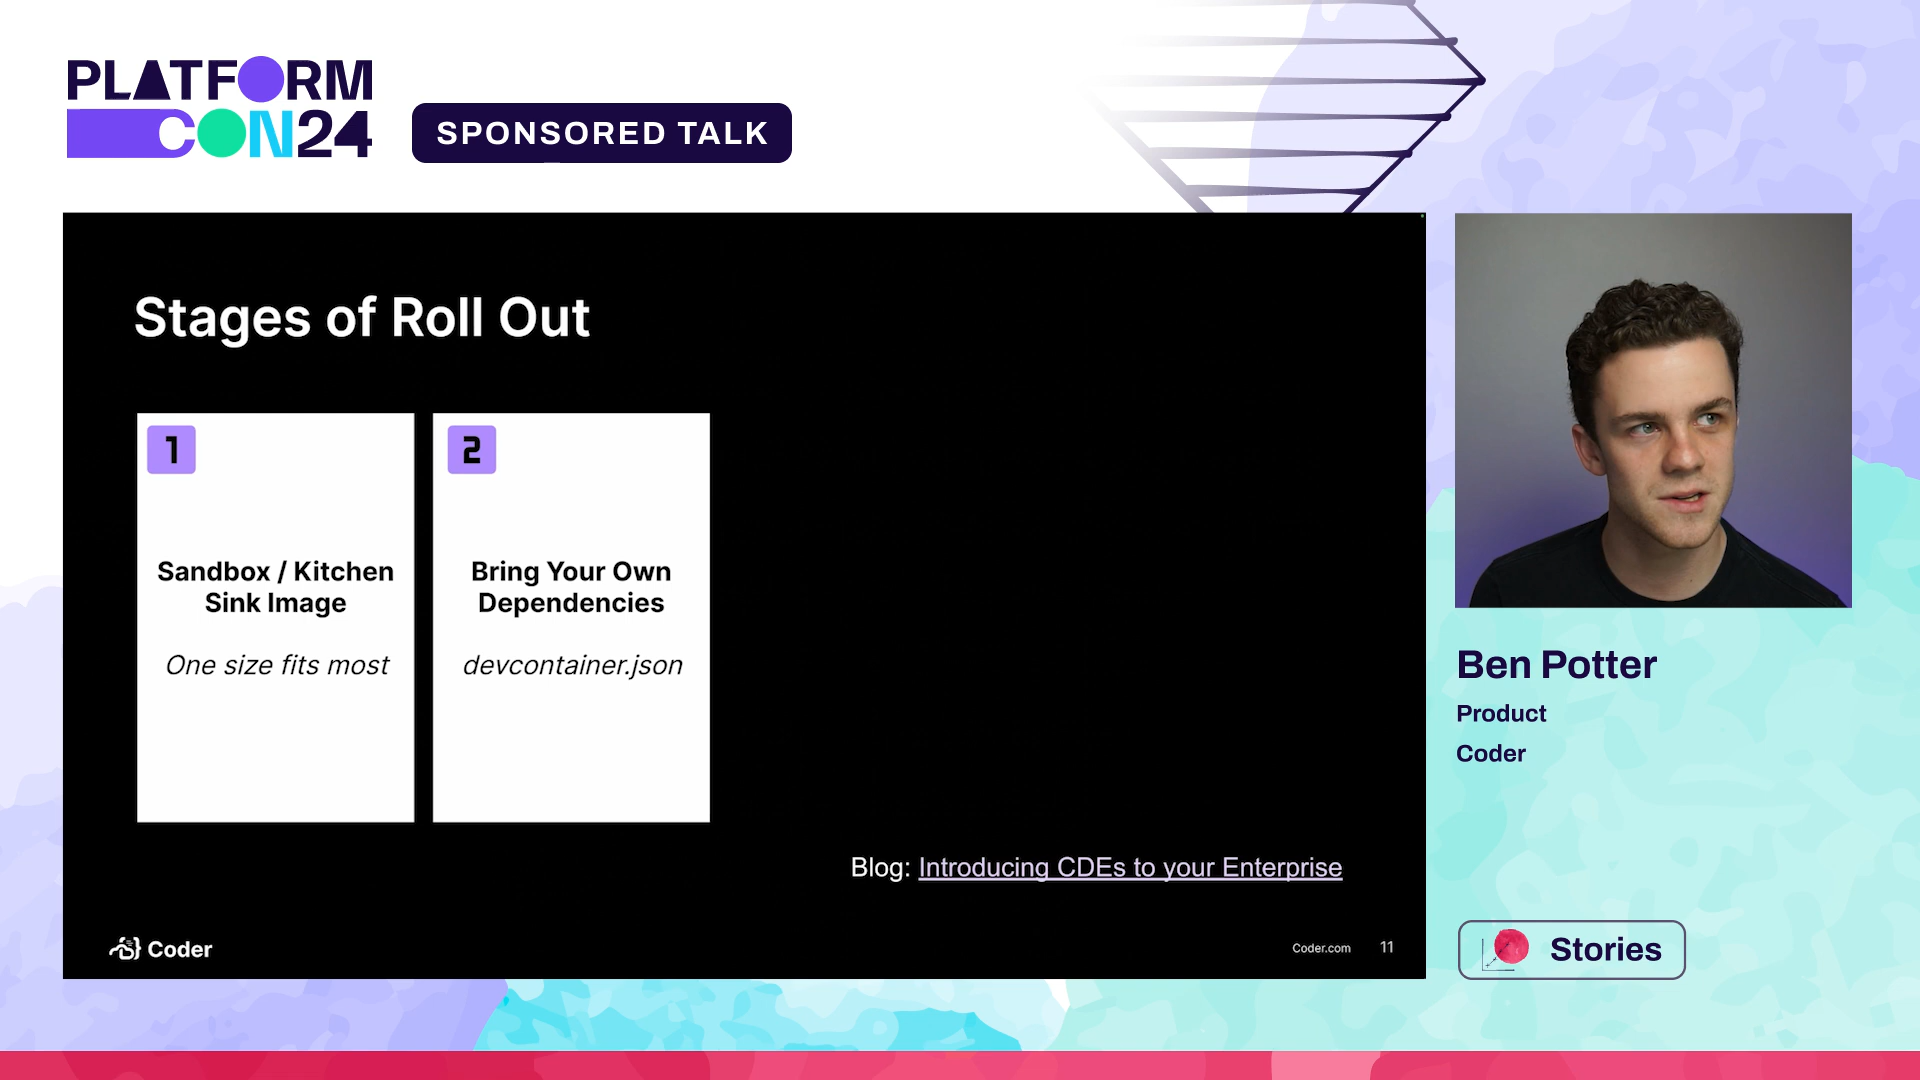 PLATFORM
CON24
SPONSORED TALK
Stages of Roll Out
1
Sandbox / Kitchen
Sink Image
One size fits most
2
Bring Your Own
Dependencies
devcontainer.json
Blog: Introducing CDEs to your Enterprise
Coder
Coder.com
11
Ben Potter
Product
Coder
Stories